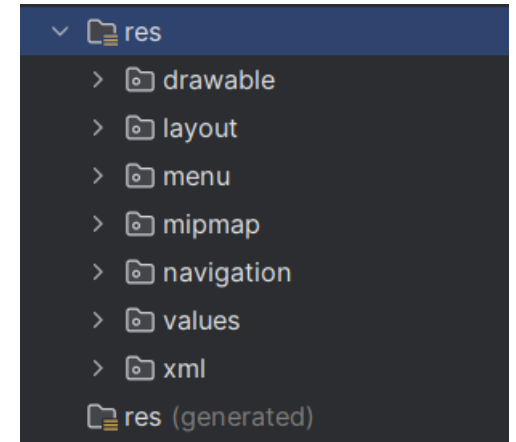 res
drawable
layout
menu
mipmap
navigation
values
xml
res (generated)